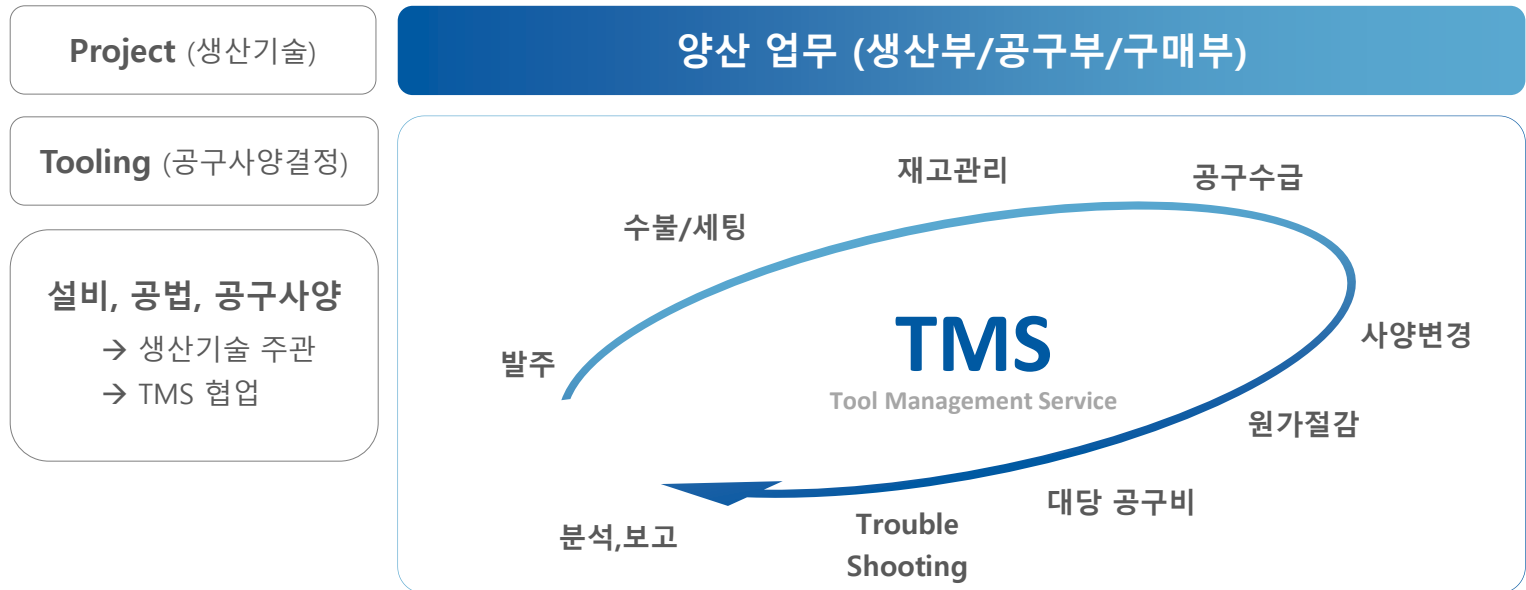 Project (생산기술)
양산 업무 (생산부/공구부/구매부)
Tooling (공구사양결정)
설비, 공법, 공구사양
→ 생산기술 주관
→ TMS 협업
발주
수불/세팅
재고관리
공구수급
사양변경
원가절감
대당 공구비
Trouble
Shooting
분석,보고
TMS
Tool Management Service